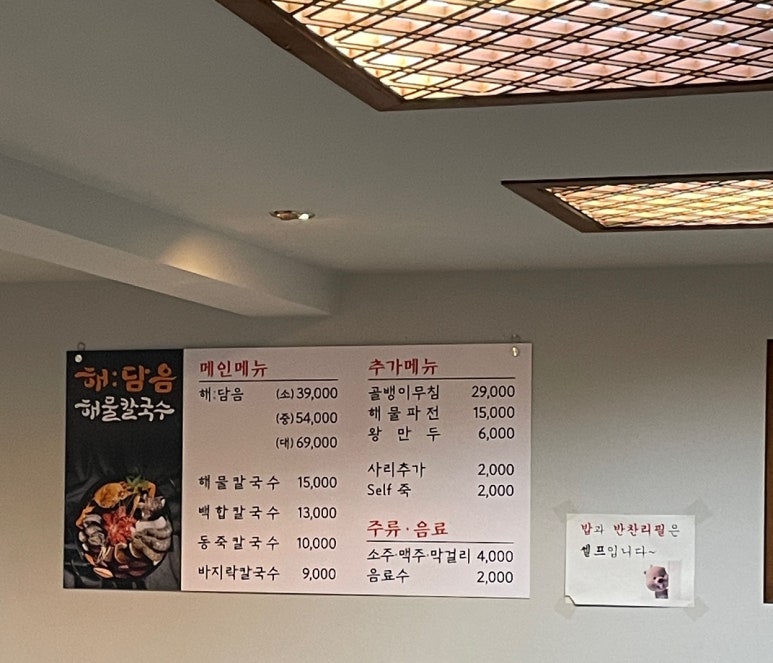 해:담음
해물칼국수
메인메뉴
해:담음 (소) 39,000
(중) 54,000
(대) 69,000
해물칼국수 15,000
백합칼국수 13,000
동죽칼국수 10,000
바지락칼국수 9,000
추가메뉴
골뱅이무침 29,000
해물파전 15,000
왕만두 6,000
사리추가 2,000
Self 죽 2,000
주류·음료
소주·맥주·막걸리 4,000
음료수 2,000
밥과 반찬리필은
셀프입니다~